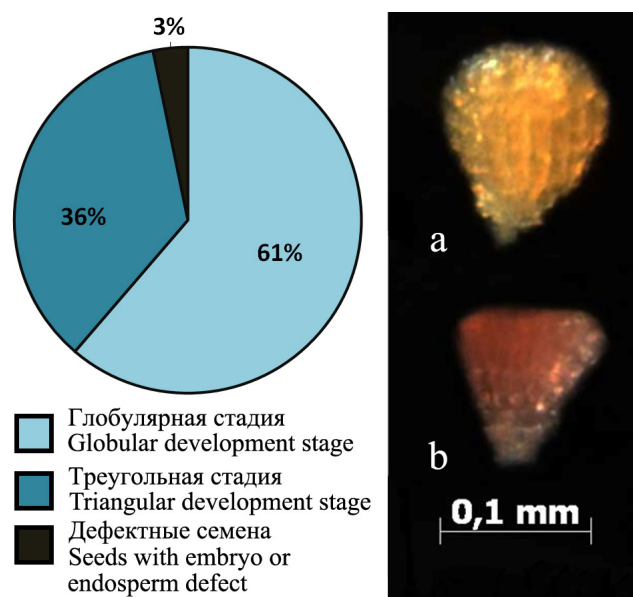 3%
36%
61%
Глобулярная стадия
Globular development stage
Треугольная стадия
Triangular development stage
Дефектные семена
Seeds with embryo or
endosperm defect
a
b
0,1 mm